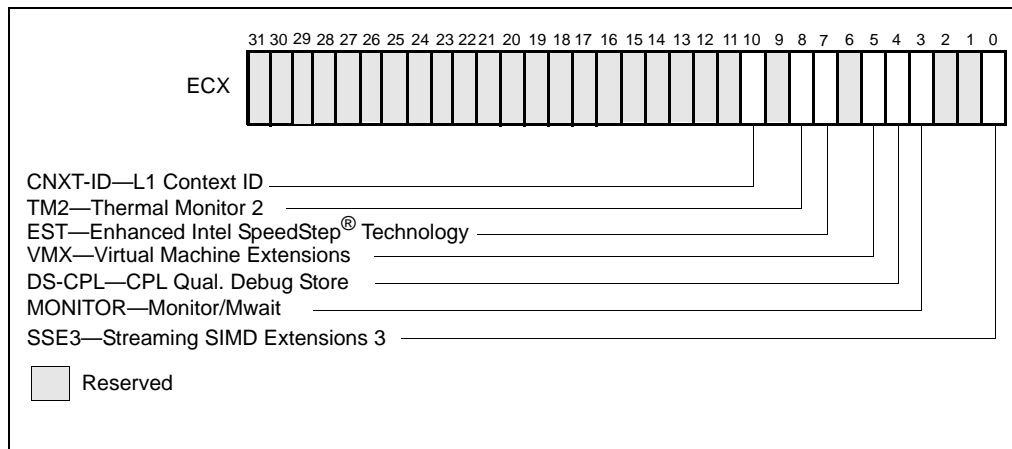 31 30 29 28 27 26 25 24 23 22 21 20 19 18 17 16 15 14 13 12 11 10 9 8 7 6 5 4 3 2 1 0
ECX
CNXT-ID—L1 Context ID
TM2—Thermal Monitor 2
EST—Enhanced Intel SpeedStep® Technology
VMX—Virtual Machine Extensions
DS-CPL—CPL Qual. Debug Store
MONITOR—Monitor/Mwait
SSE3—Streaming SIMD Extensions 3
Reserved